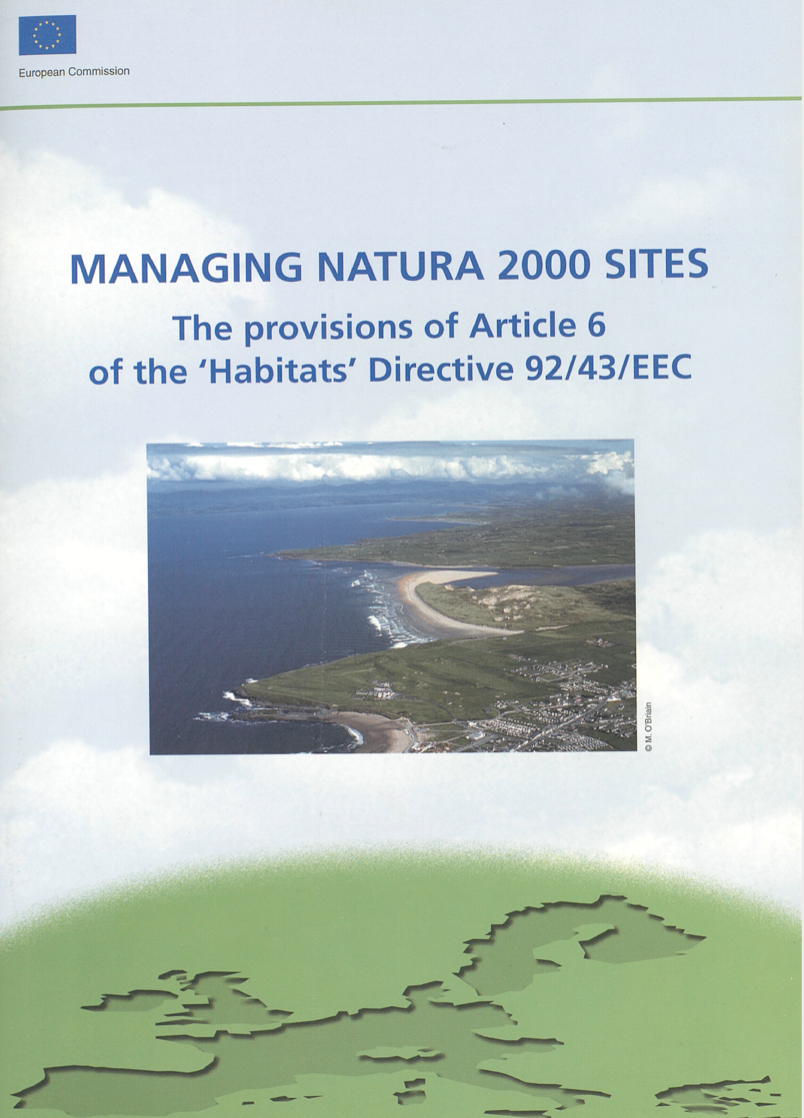 European Commission
MANAGING NATURA 2000 SITES
The provisions of Article 6
of the ‘Habitats’ Directive 92/43/EEC
© M. O'Briain